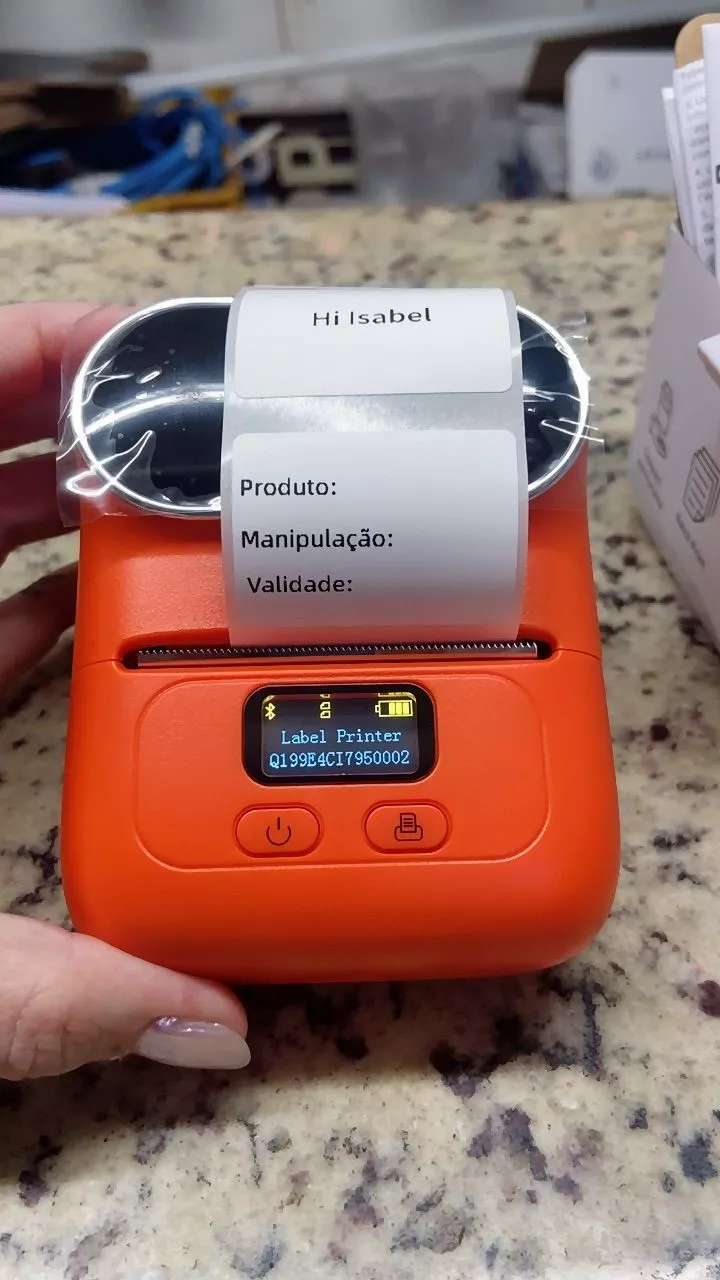 Hi Isabel
Produto:
Manipulação:
Validade:
Label Printer
Q199E4CI7950002